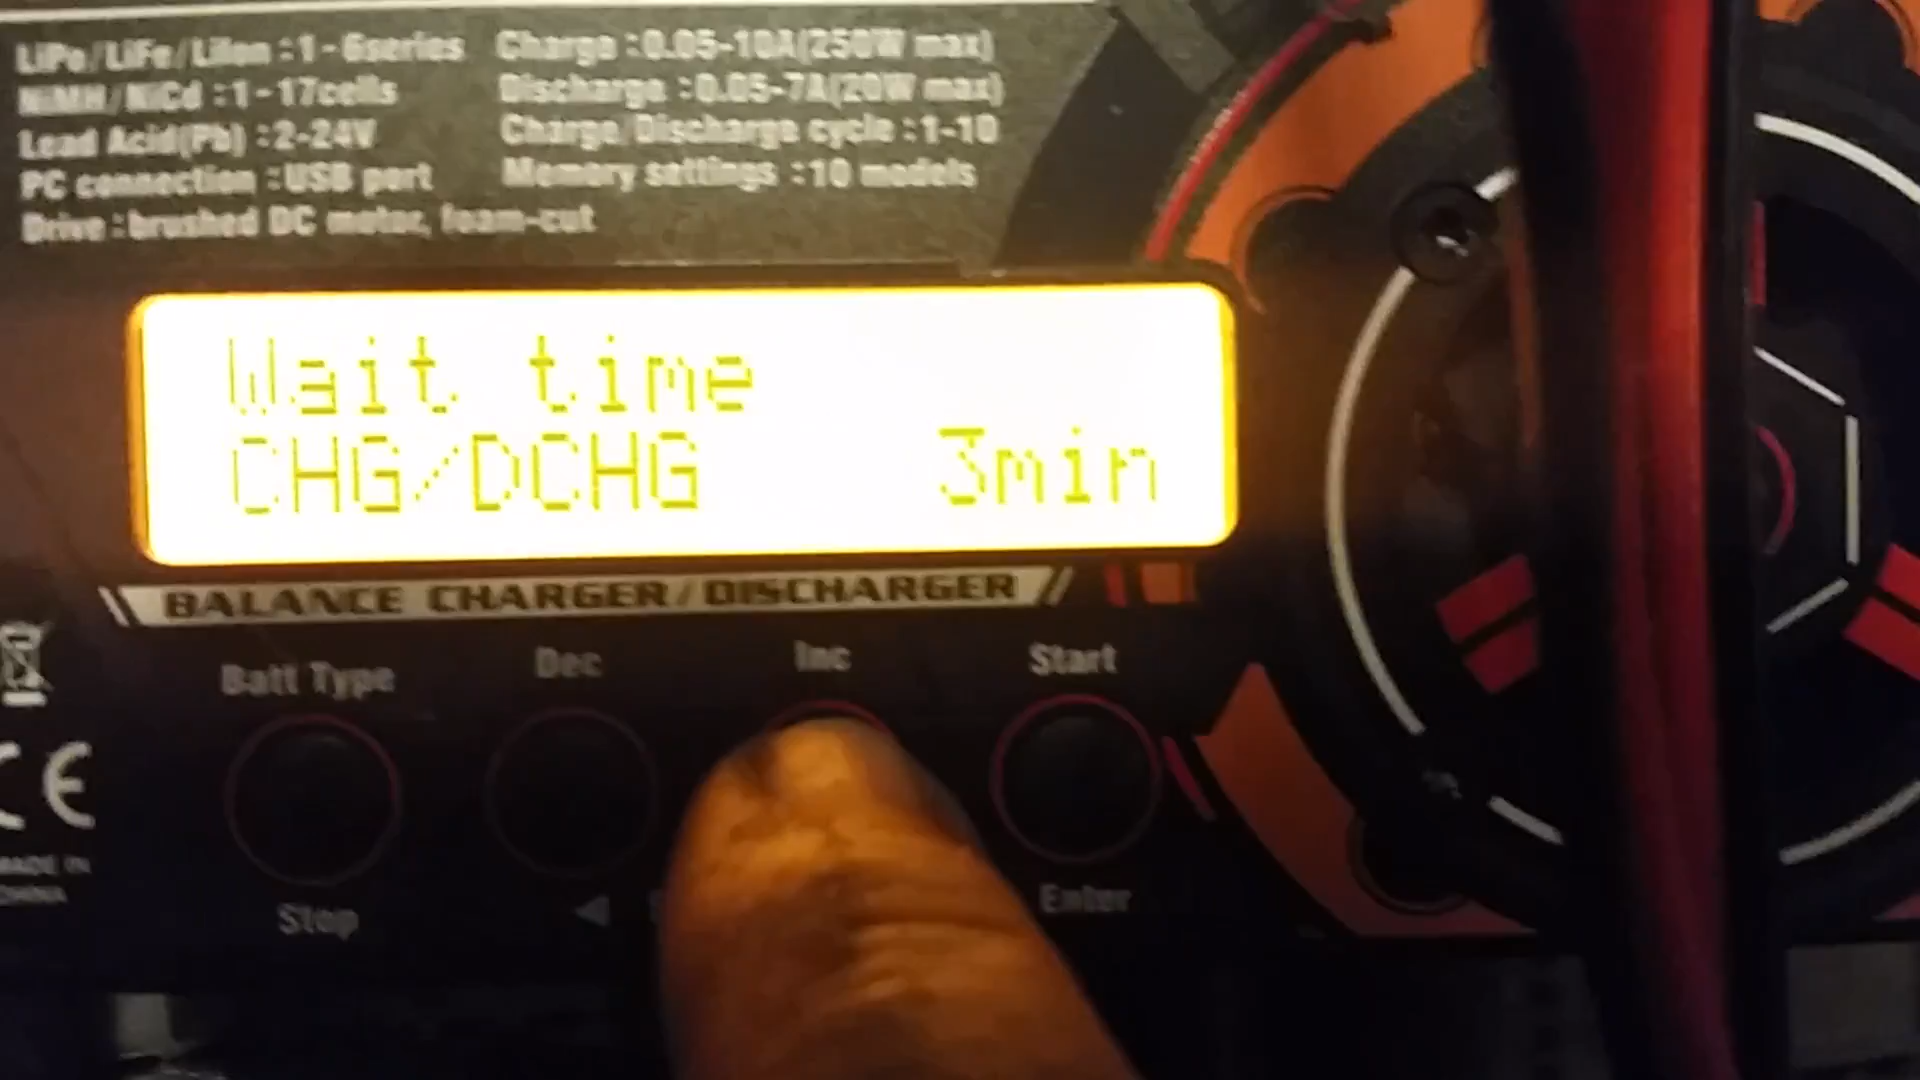 LiPo/LiFe/LiIon :1-6series
NiMH/NiCd :1-17cells
Lead Acid(Pb) :2-24V
PC connection :USB port
Drive :brushed DC motor, foam-cut
Charge :0.05-10A(250W max)
Discharge :0.05-7A(20W max)
Charge/Discharge cycle :1-10
Memory settings :10 models
Wait time
CHG/DCHG 3min
BALANCE CHARGER/DISCHARGER
Batt Type Dec Inc Start
Stop ◀ Enter
CE
MADE IN
CHINA